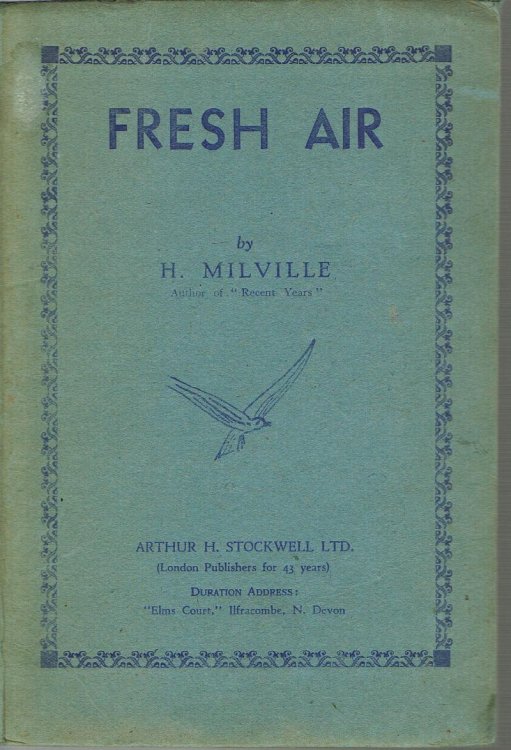 FRESH AIR
by
H. MILVILLE
Author of "Recent Years"
ARTHUR H. STOCKWELL LTD.
(London Publishers for 43 years)
DURATION ADDRESS:
"Elms Court," Ilfracombe, N. Devon